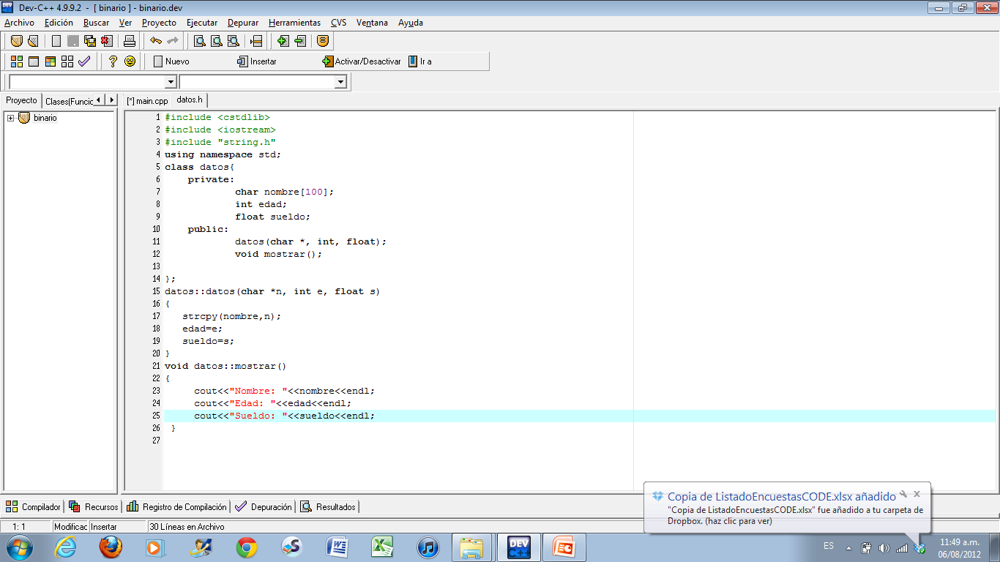 Dev-C++ 4.9.9.2 - [ binario ] - binario.dev
Archivo Edición Buscar Ver Proyecto Ejecutar Depurar Herramientas CVS Ventana Ayuda
Nuevo Insertar Activar/Desactivar Ir a
Proyecto Clases(Funcic [*] main.cpp datos.h
binario
1 #include <cstdlib>
2 #include <iostream>
3 #include "string.h"
4 using namespace std;
5 class datos{
6 private:
7 char nombre[100];
8 int edad;
9 float sueldo;
10 public:
11 datos(char *, int, float);
12 void mostrar();
13
14 };
15 datos::datos(char *n, int e, float s)
16 {
17 strcpy(nombre,n);
18 edad=e;
19 sueldo=s;
20 }
21 void datos::mostrar()
22 {
23 cout<<"Nombre: "<<nombre<<endl;
24 cout<<"Edad: "<<edad<<endl;
25 cout<<"Sueldo: "<<sueldo<<endl;
26 }
27
Compilador Recursos Registro de Compilación Depuración Resultados
1: 1 Modificac Insertar 30 Líneas en Archivo
Copia de ListadoEncuestasCODE.xlsx añadido
"Copia de ListadoEncuestasCODE.xlsx" fue añadido a tu carpeta de
Dropbox. (haz clic para ver)
DEV
C++
ES
11:49 a.m.
06/08/2012